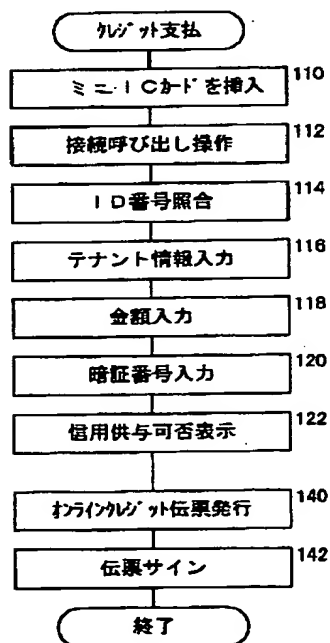 クレジット支払
110
ミニ・ICカードを挿入
112
接続呼び出し操作
114
ID番号照合
116
テナント情報入力
118
金額入力
120
暗証番号入力
122
信用供与可否表示
140
オンラインクレジット伝票発行
142
伝票サイン
終了